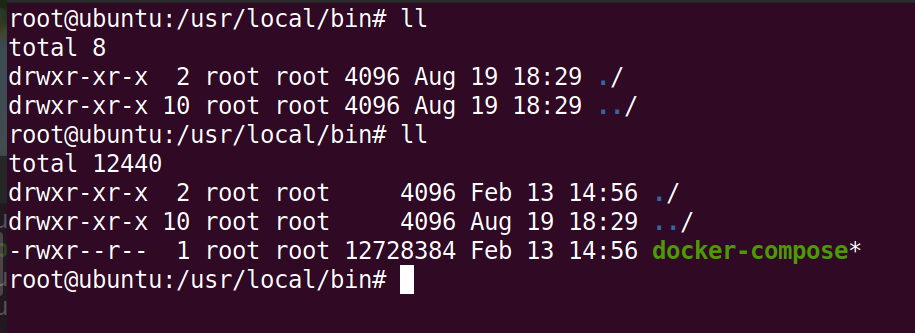 root@ubuntu:/usr/local/bin# ll
total 8
drwxr-xr-x  2 root root 4096 Aug 19 18:29 ./
drwxr-xr-x 10 root root 4096 Aug 19 18:29 ../
root@ubuntu:/usr/local/bin# ll
total 12440
drwxr-xr-x  2 root root     4096 Feb 13 14:56 ./
drwxr-xr-x 10 root root     4096 Aug 19 18:29 ../
-rwxr--r--  1 root root 12728384 Feb 13 14:56 docker-compose*
root@ubuntu:/usr/local/bin#